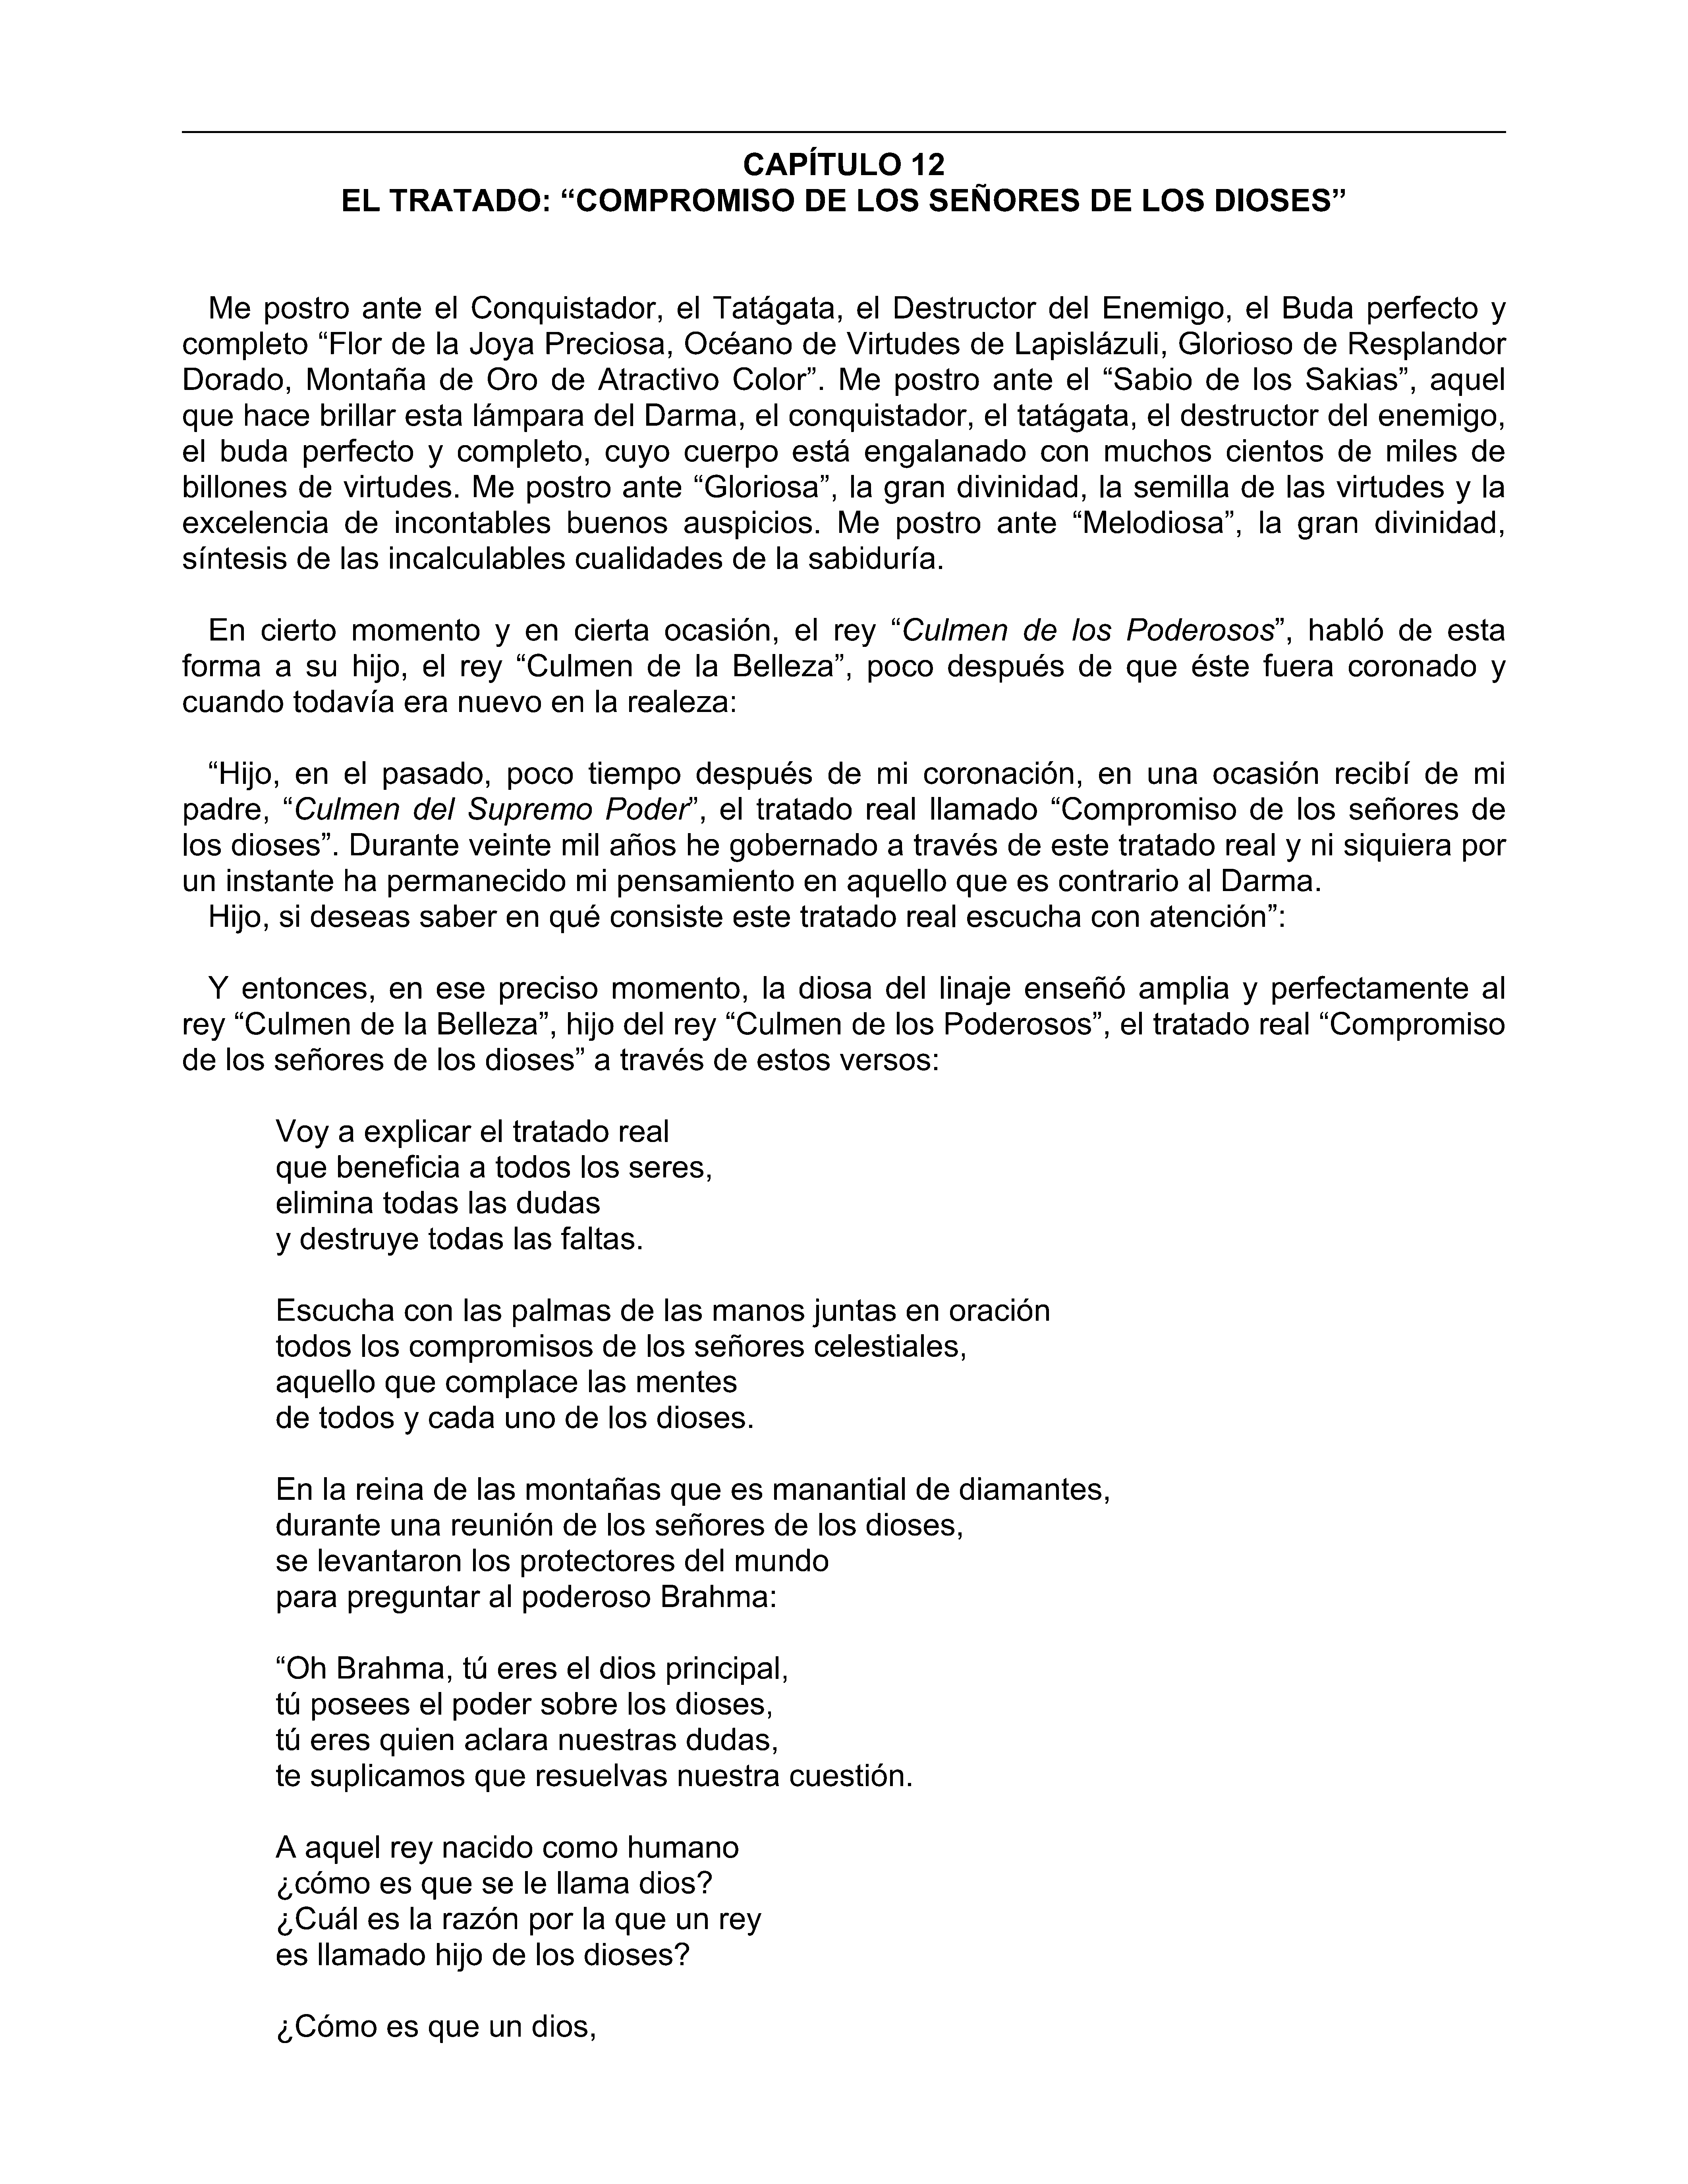 CAPÍTULO 12
EL TRATADO: “COMPROMISO DE LOS SEÑORES DE LOS DIOSES”
Me postro ante el Conquistador, el Tatágata, el Destructor del Enemigo, el Buda perfecto y
completo “Flor de la Joya Preciosa, Océano de Virtudes de Lapislázuli, Glorioso de Resplandor
Dorado, Montaña de Oro de Atractivo Color”. Me postro ante el “Sabio de los Sakias”, aquel
que hace brillar esta lámpara del Darma, el conquistador, el tatágata, el destructor del enemigo,
el buda perfecto y completo, cuyo cuerpo está engalanado con muchos cientos de miles de
billones de virtudes. Me postro ante “Gloriosa”, la gran divinidad, la semilla de las virtudes y la
excelencia de incontables buenos auspicios. Me postro ante “Melodiosa”, la gran divinidad,
síntesis de las incalculables cualidades de la sabiduría.
En cierto momento y en cierta ocasión, el rey “Culmen de los Poderosos”, habló de esta
forma a su hijo, el rey “Culmen de la Belleza”, poco después de que éste fuera coronado y
cuando todavía era nuevo en la realeza:
“Hijo, en el pasado, poco tiempo después de mi coronación, en una ocasión recibí de mi
padre, “Culmen del Supremo Poder”, el tratado real llamado “Compromiso de los señores de
los dioses”. Durante veinte mil años he gobernado a través de este tratado real y ni siquiera por
un instante ha permanecido mi pensamiento en aquello que es contrario al Darma.
Hijo, si deseas saber en qué consiste este tratado real escucha con atención”:
Y entonces, en ese preciso momento, la diosa del linaje enseñó amplia y perfectamente al
rey “Culmen de la Belleza”, hijo del rey “Culmen de los Poderosos”, el tratado real “Compromiso
de los señores de los dioses” a través de estos versos:
Voy a explicar el tratado real
que beneficia a todos los seres,
elimina todas las dudas
y destruye todas las faltas.
Escucha con las palmas de las manos juntas en oración
todos los compromisos de los señores celestiales,
aquello que complace las mentes
de todos y cada uno de los dioses.
En la reina de las montañas que es manantial de diamantes,
durante una reunión de los señores de los dioses,
se levantaron los protectores del mundo
para preguntar al poderoso Brahma:
“Oh Brahma, tú eres el dios principal,
tú posees el poder sobre los dioses,
tú eres quien aclara nuestras dudas,
te suplicamos que resuelvas nuestra cuestión.
A aquel rey nacido como humano
¿cómo es que se le llama dios?
¿Cuál es la razón por la que un rey
es llamado hijo de los dioses?
¿Cómo es que un dios,